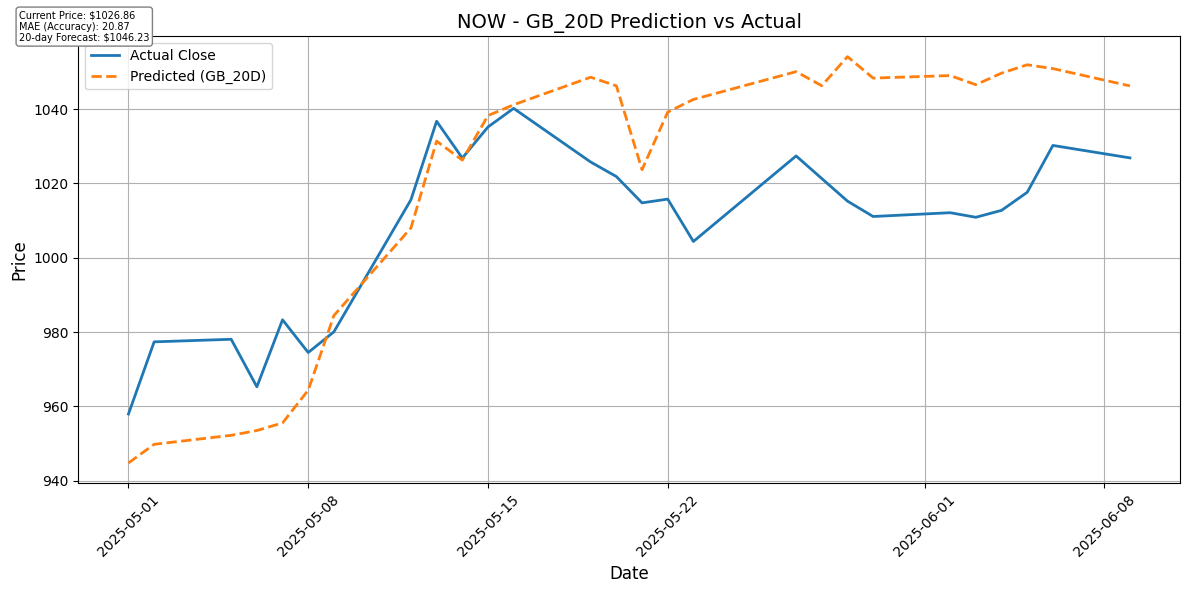 NOW - GB_20D Prediction vs Actual
Current Price: $1026.86
MAE (Accuracy): 20.87
20-day Forecast: $1046.23
Actual Close
Predicted (GB_20D)
Price
1040
1020
1000
980
960
940
2025-05-01
2025-05-08
2025-05-15
2025-05-22
2025-06-01
2025-06-08
Date